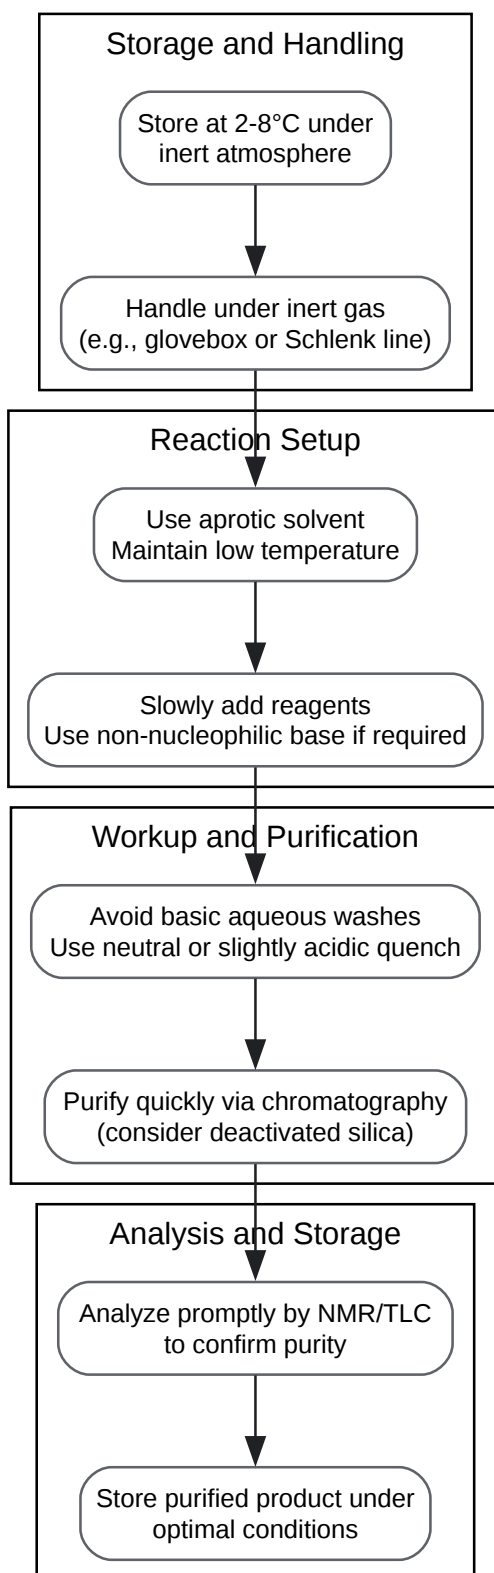 Storage and Handling
Store at 2-8°C under
inert atmosphere
Handle under inert gas
(e.g., glovebox or Schlenk line)
Reaction Setup
Use aprotic solvent
Maintain low temperature
Slowly add reagents
Use non-nucleophilic base if required
Workup and Purification
Avoid basic aqueous washes
Use neutral or slightly acidic quench
Purify quickly via chromatography
(consider deactivated silica)
Analysis and Storage
Analyze promptly by NMR/TLC
to confirm purity
Store purified product under
optimal conditions